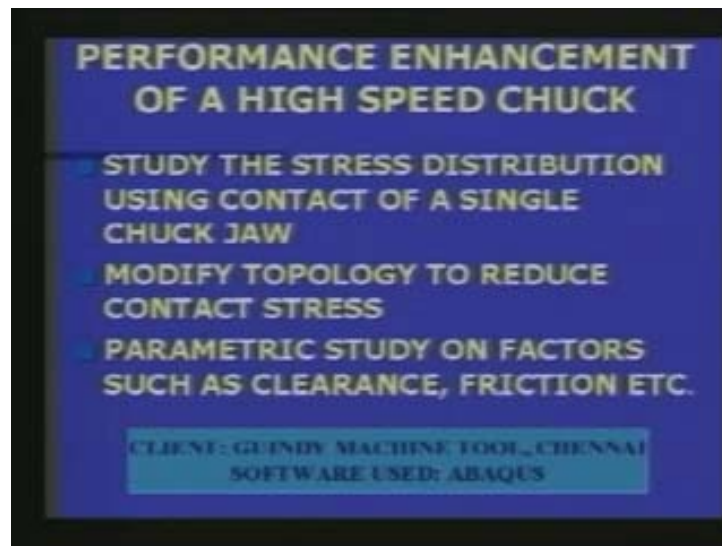 PERFORMANCE ENHANCEMENT
OF A HIGH SPEED CHUCK
STUDY THE STRESS DISTRIBUTION
USING CONTACT OF A SINGLE
CHUCK JAW
MODIFY TOPOLOGY TO REDUCE
CONTACT STRESS
PARAMETRIC STUDY ON FACTORS
SUCH AS CLEARANCE, FRICTION ETC.
CLIENT: GUINDY MACHINE TOOL, CHENNAI
SOFTWARE USED: ABAQUS